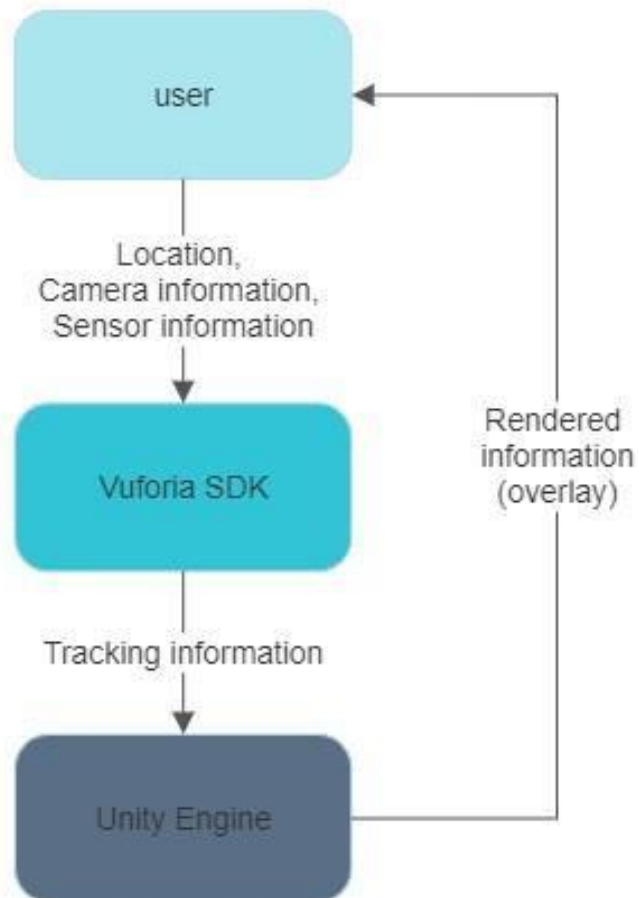 user
Location,
Camera information,
Sensor information
Vuforia SDK
Rendered
information
(overlay)
Tracking information
Unity Engine